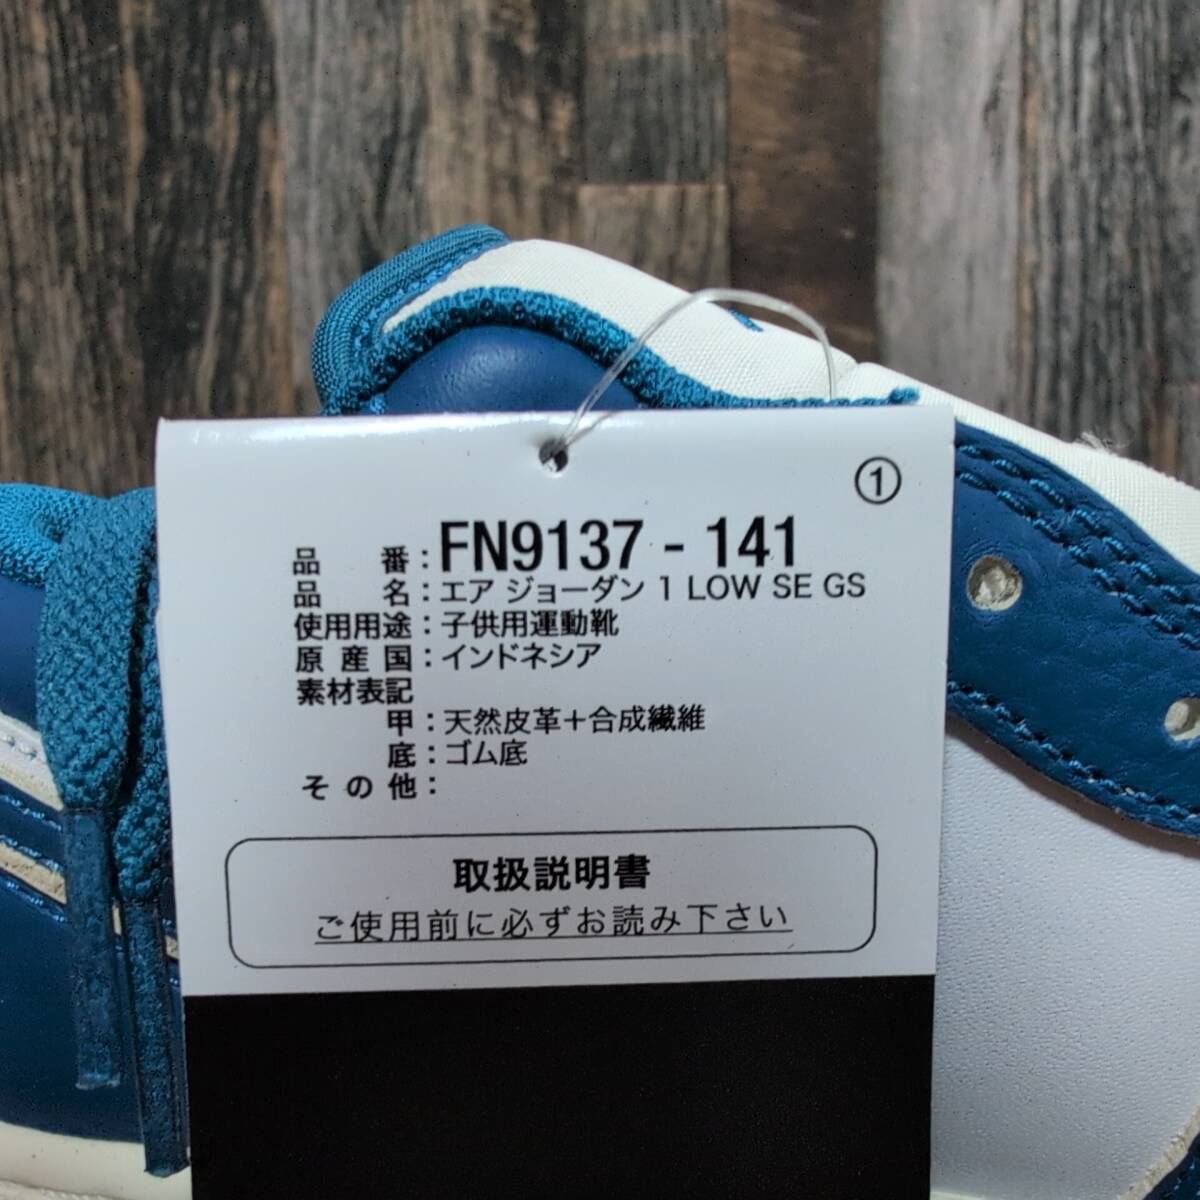 ①
品番：FN9137 - 141
品名：エア ジョーダン 1 LOW SE GS
使用用途：子供用運動靴
原産国：インドネシア
素材表記
甲：天然皮革＋合成繊維
底：ゴム底
その他：
取扱説明書
ご使用前に必ずお読み下さい